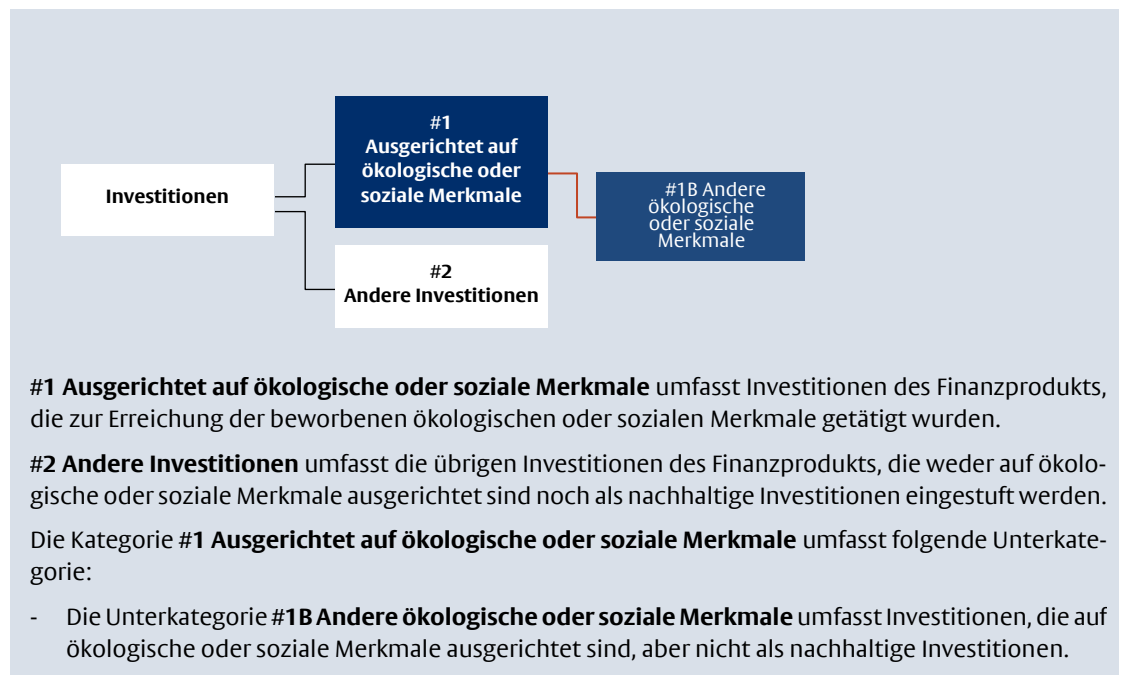 #1
Ausgerichtet auf
ökologische oder
soziale Merkmale
Investitionen
#1B Andere
ökologische
oder soziale
Merkmale
#2
Andere Investitionen
#1 Ausgerichtet auf ökologische oder soziale Merkmale umfasst Investitionen des Finanzprodukts,
die zur Erreichung der beworbenen ökologischen oder sozialen Merkmale getätigt wurden.
#2 Andere Investitionen umfasst die übrigen Investitionen des Finanzprodukts, die weder auf ökolo-
gische oder soziale Merkmale ausgerichtet sind noch als nachhaltige Investitionen eingestuft werden.
Die Kategorie #1 Ausgerichtet auf ökologische oder soziale Merkmale umfasst folgende Unterkate-
gorie:
- Die Unterkategorie #1B Andere ökologische oder soziale Merkmale umfasst Investitionen, die auf
ökologische oder soziale Merkmale ausgerichtet sind, aber nicht als nachhaltige Investitionen.